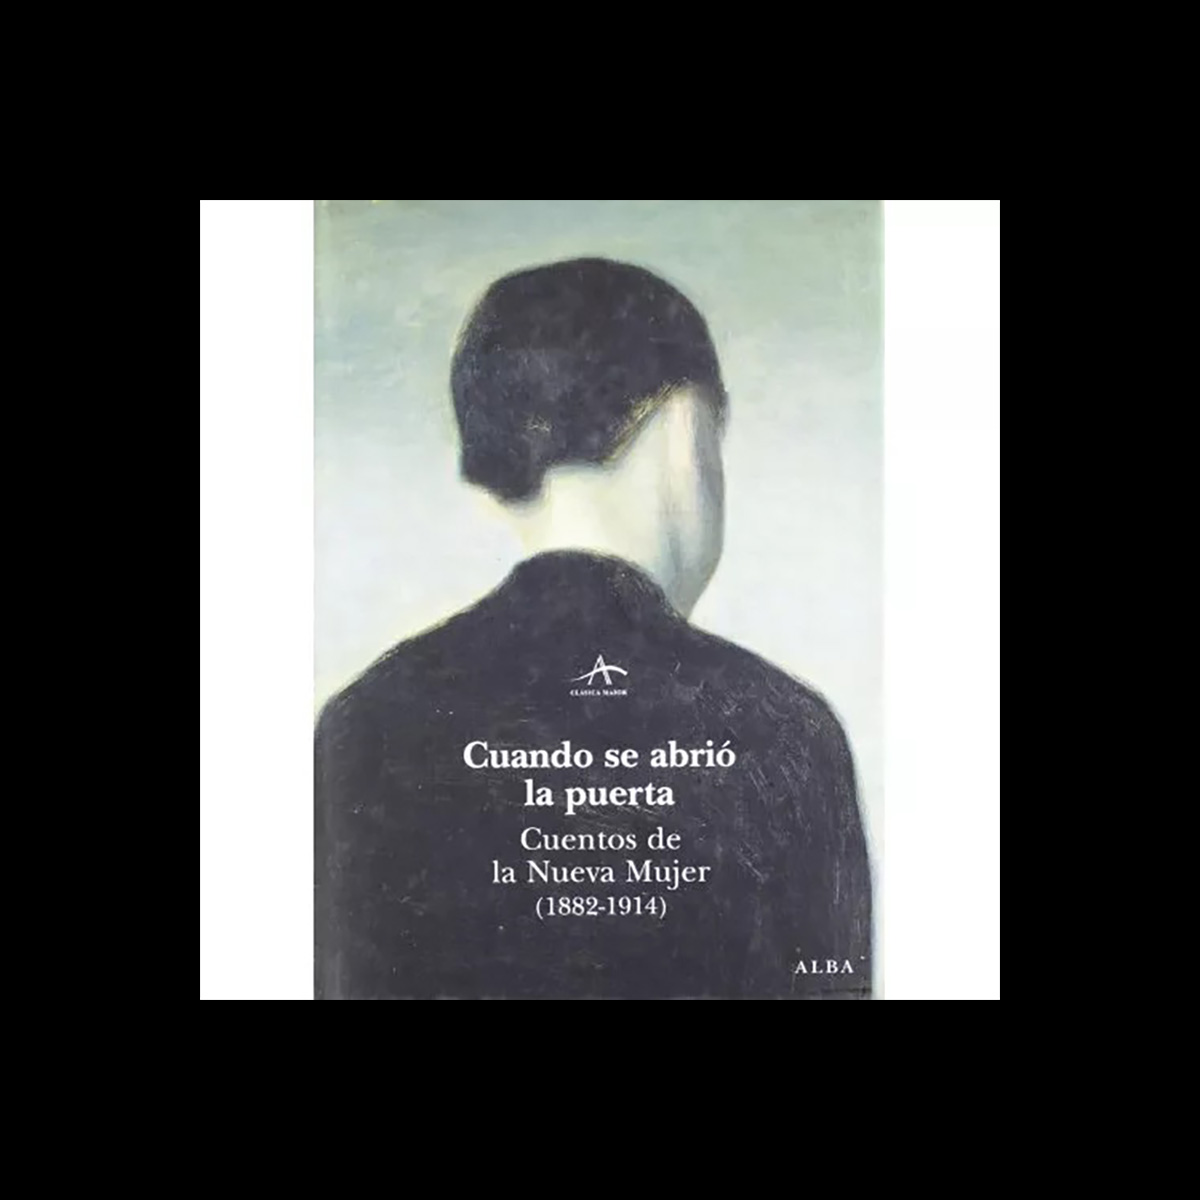 CLÁSICA MAIOR
Cuando se abrió
la puerta
Cuentos de
la Nueva Mujer
(1882-1914)
ALBA